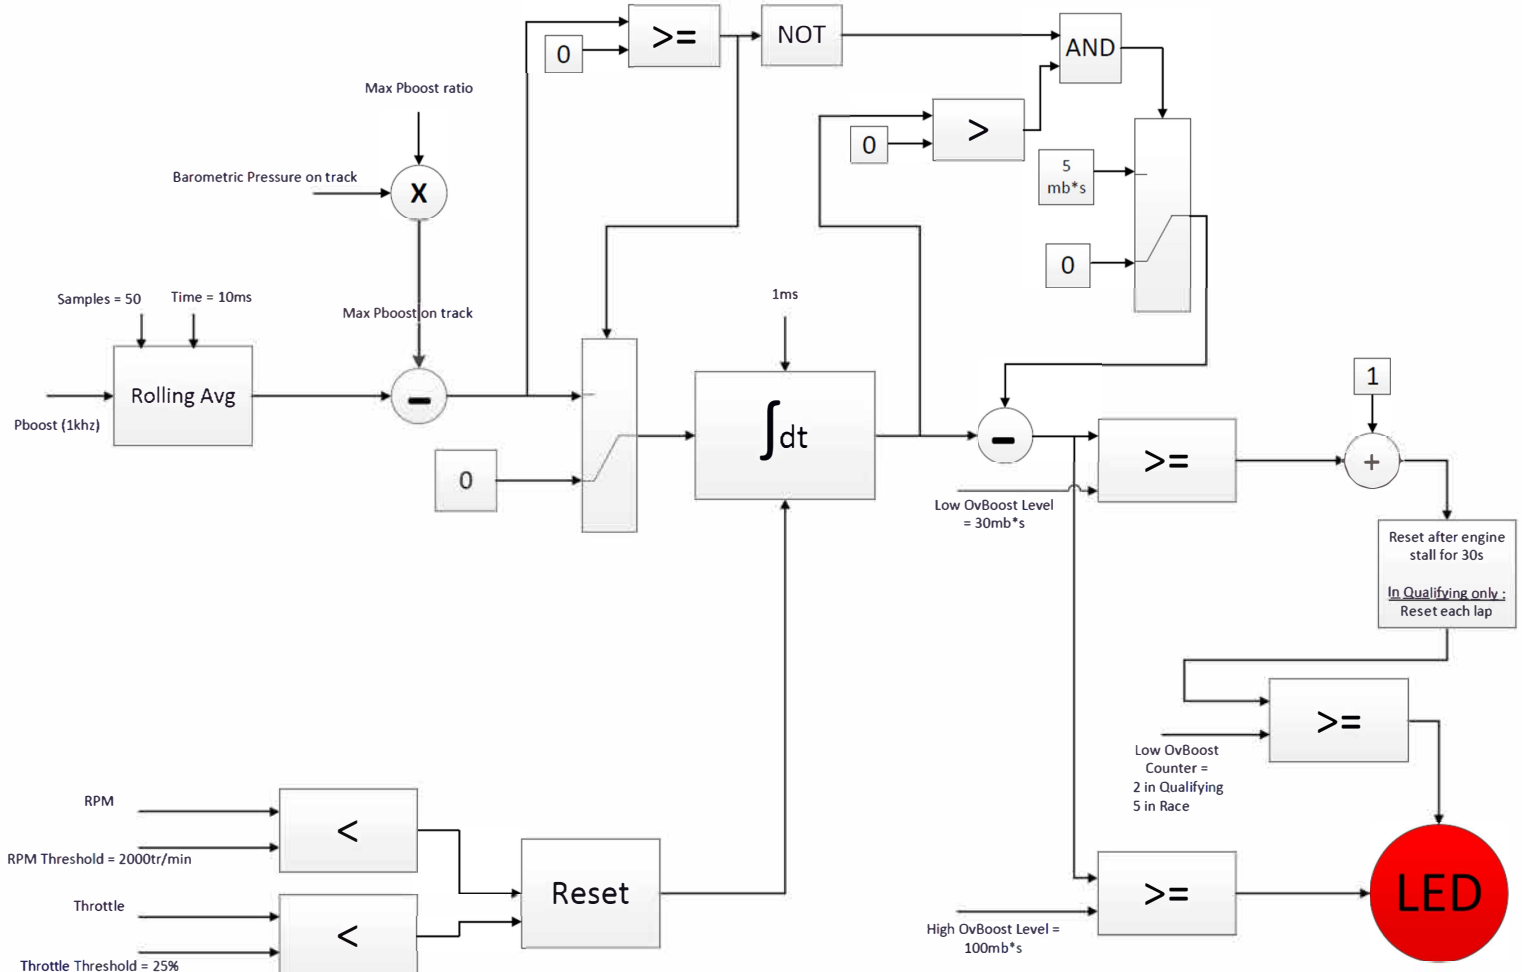 >=
NOT
0
AND
Max Pboost ratio
>
0
5
mb*s
Barometric Pressure on track
X
0
Samples = 50
Time = 10ms
1ms
Max Pboost on track
Rolling Avg
-
Pboost (1khz)
∫dt
-
1
>=
+
0
Low OvBoost Level
= 30mb*s
Reset after engine
stall for 30s
In Qualifying only :
Reset each lap
>=
Low OvBoost
Counter =
2 in Qualifying
5 in Race
RPM
<
RPM Threshold = 2000tr/min
Reset
>=
LED
Throttle
<
High OvBoost Level =
100mb*s
Throttle Threshold = 25%